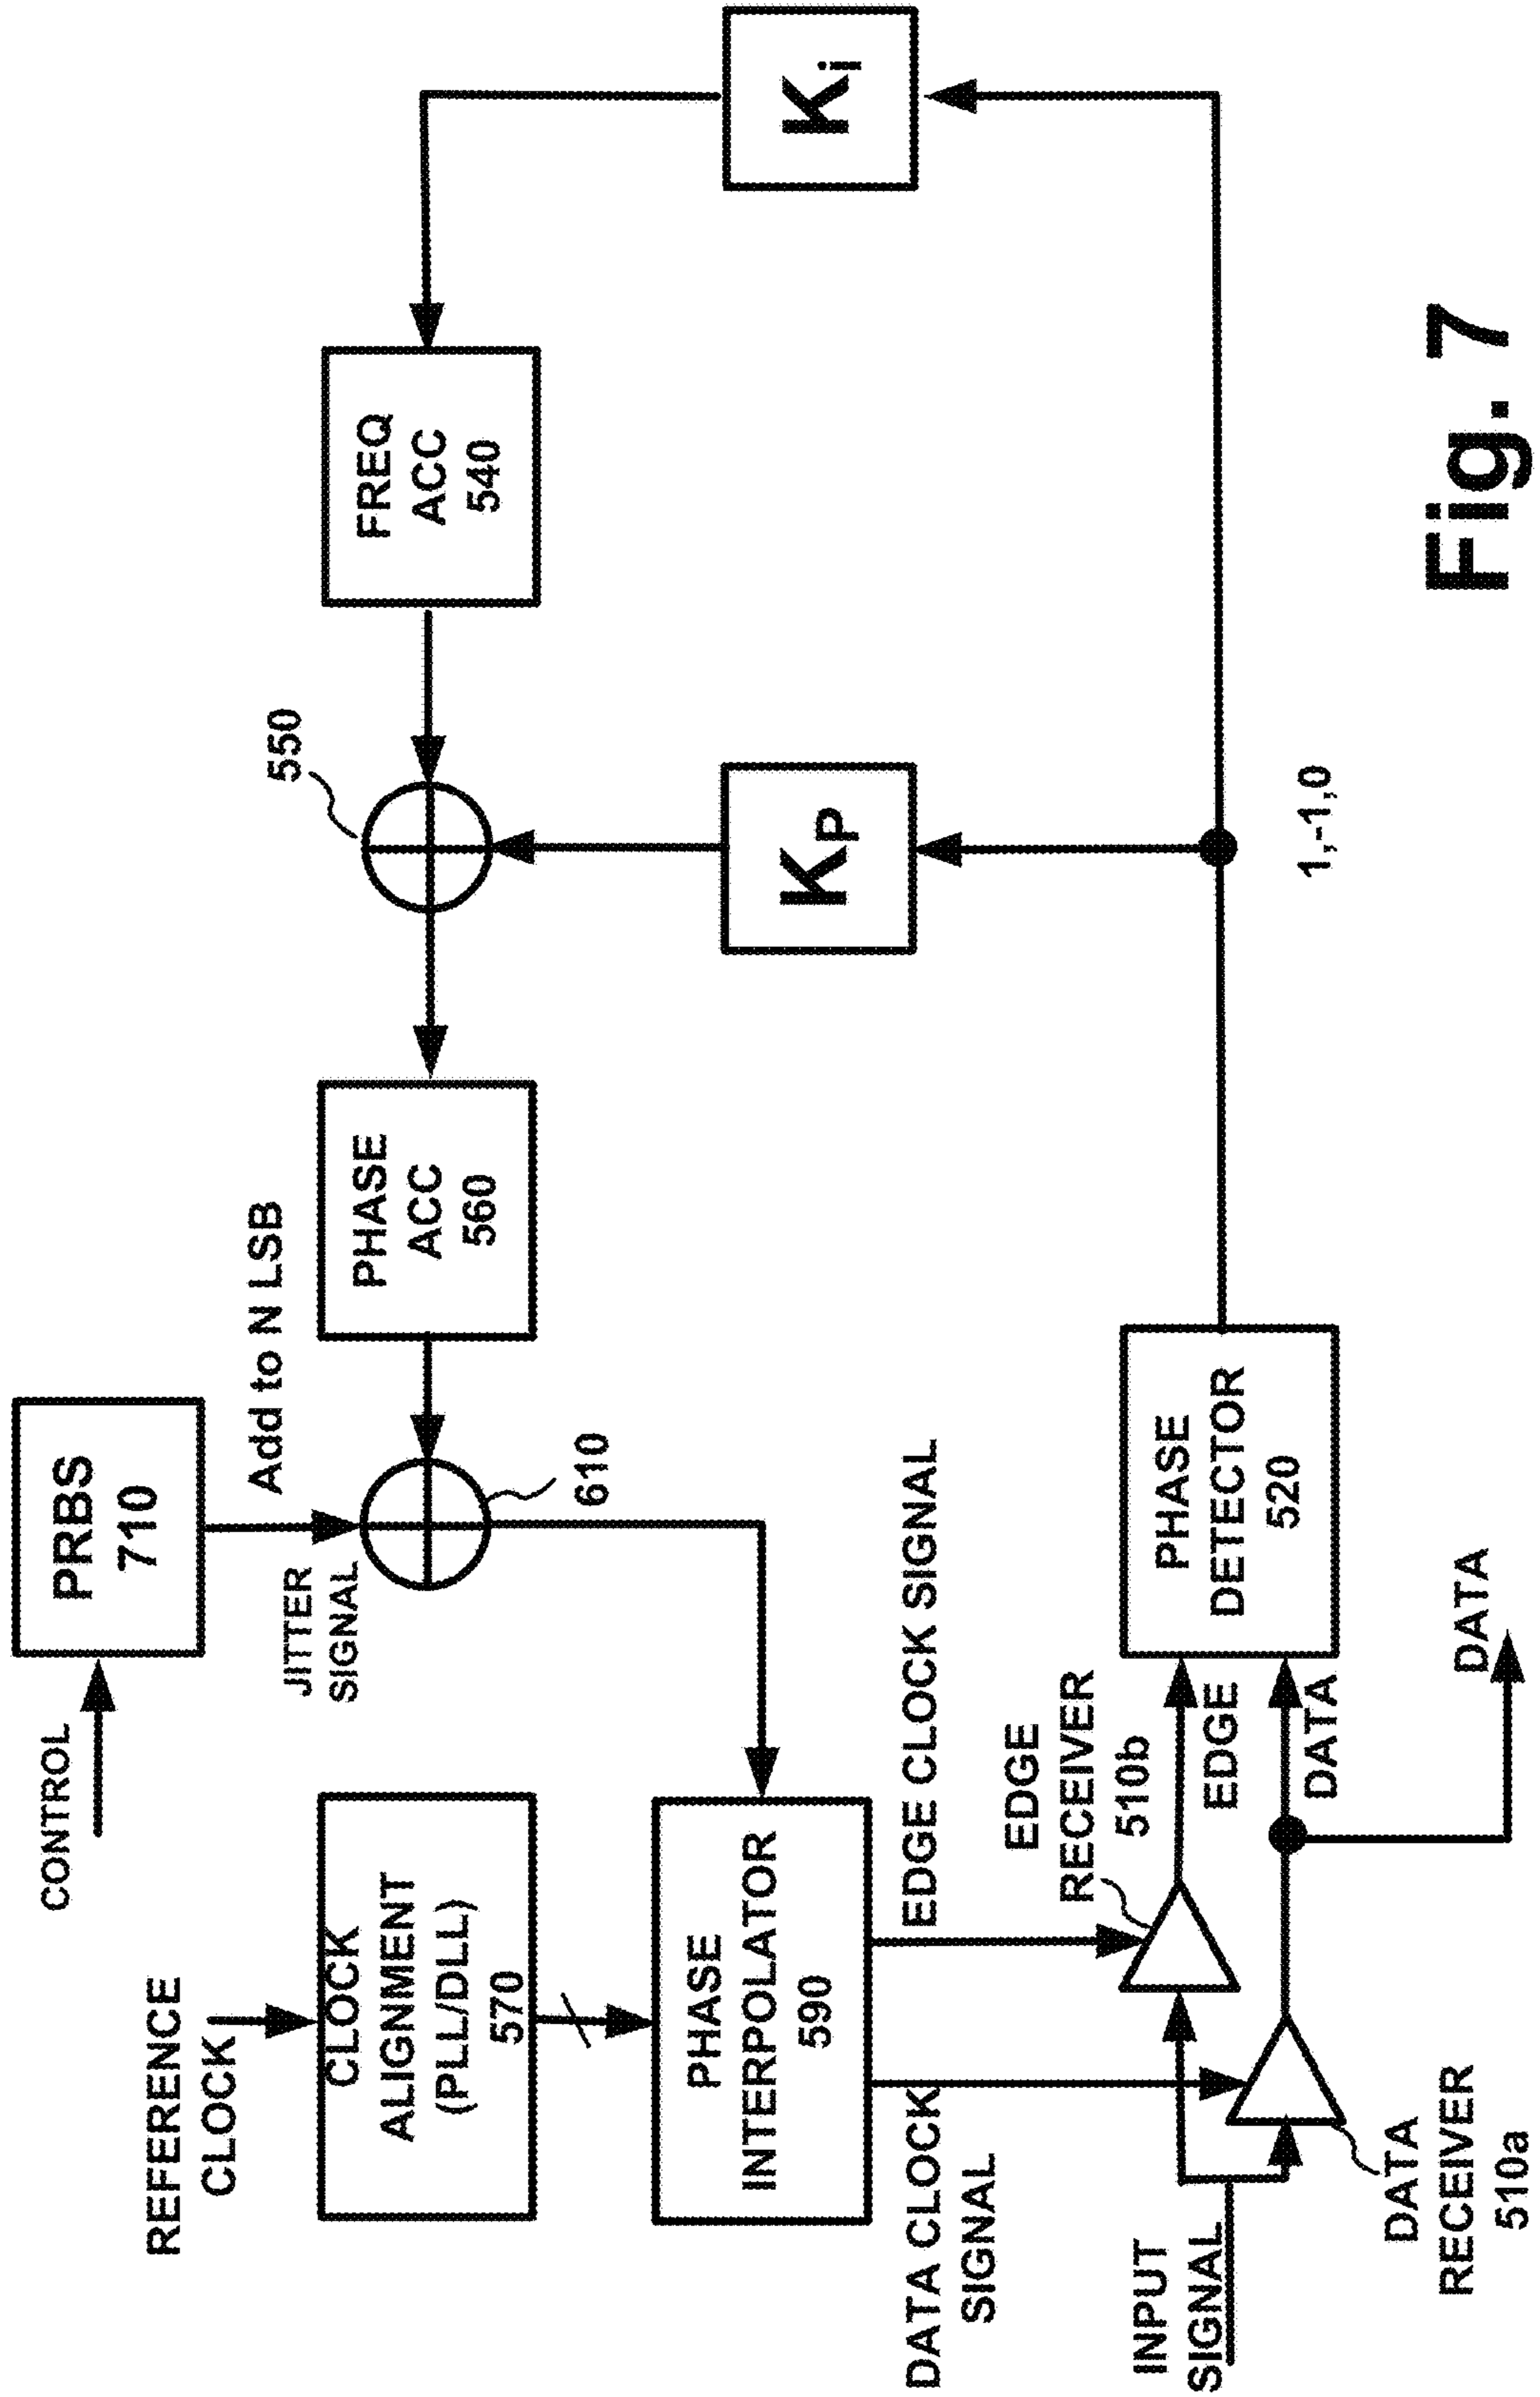 CONTROL
PRBS
710
JITTER
SIGNAL
Add to N LSB
610
REFERENCE
CLOCK
CLOCK
ALIGNMENT
(PLL/DLL)
570
PHASE
ACC
560
550
FREQ
ACC
540
PHASE
INTERPOLATOR
590
KP
Ki
DATA CLOCK
SIGNAL
EDGE CLOCK SIGNAL
EDGE
RECEIVER
510b
INPUT
SIGNAL
EDGE
DATA
PHASE
DETECTOR
520
1,-1,0
DATA
RECEIVER
510a
DATA
Fig. 7